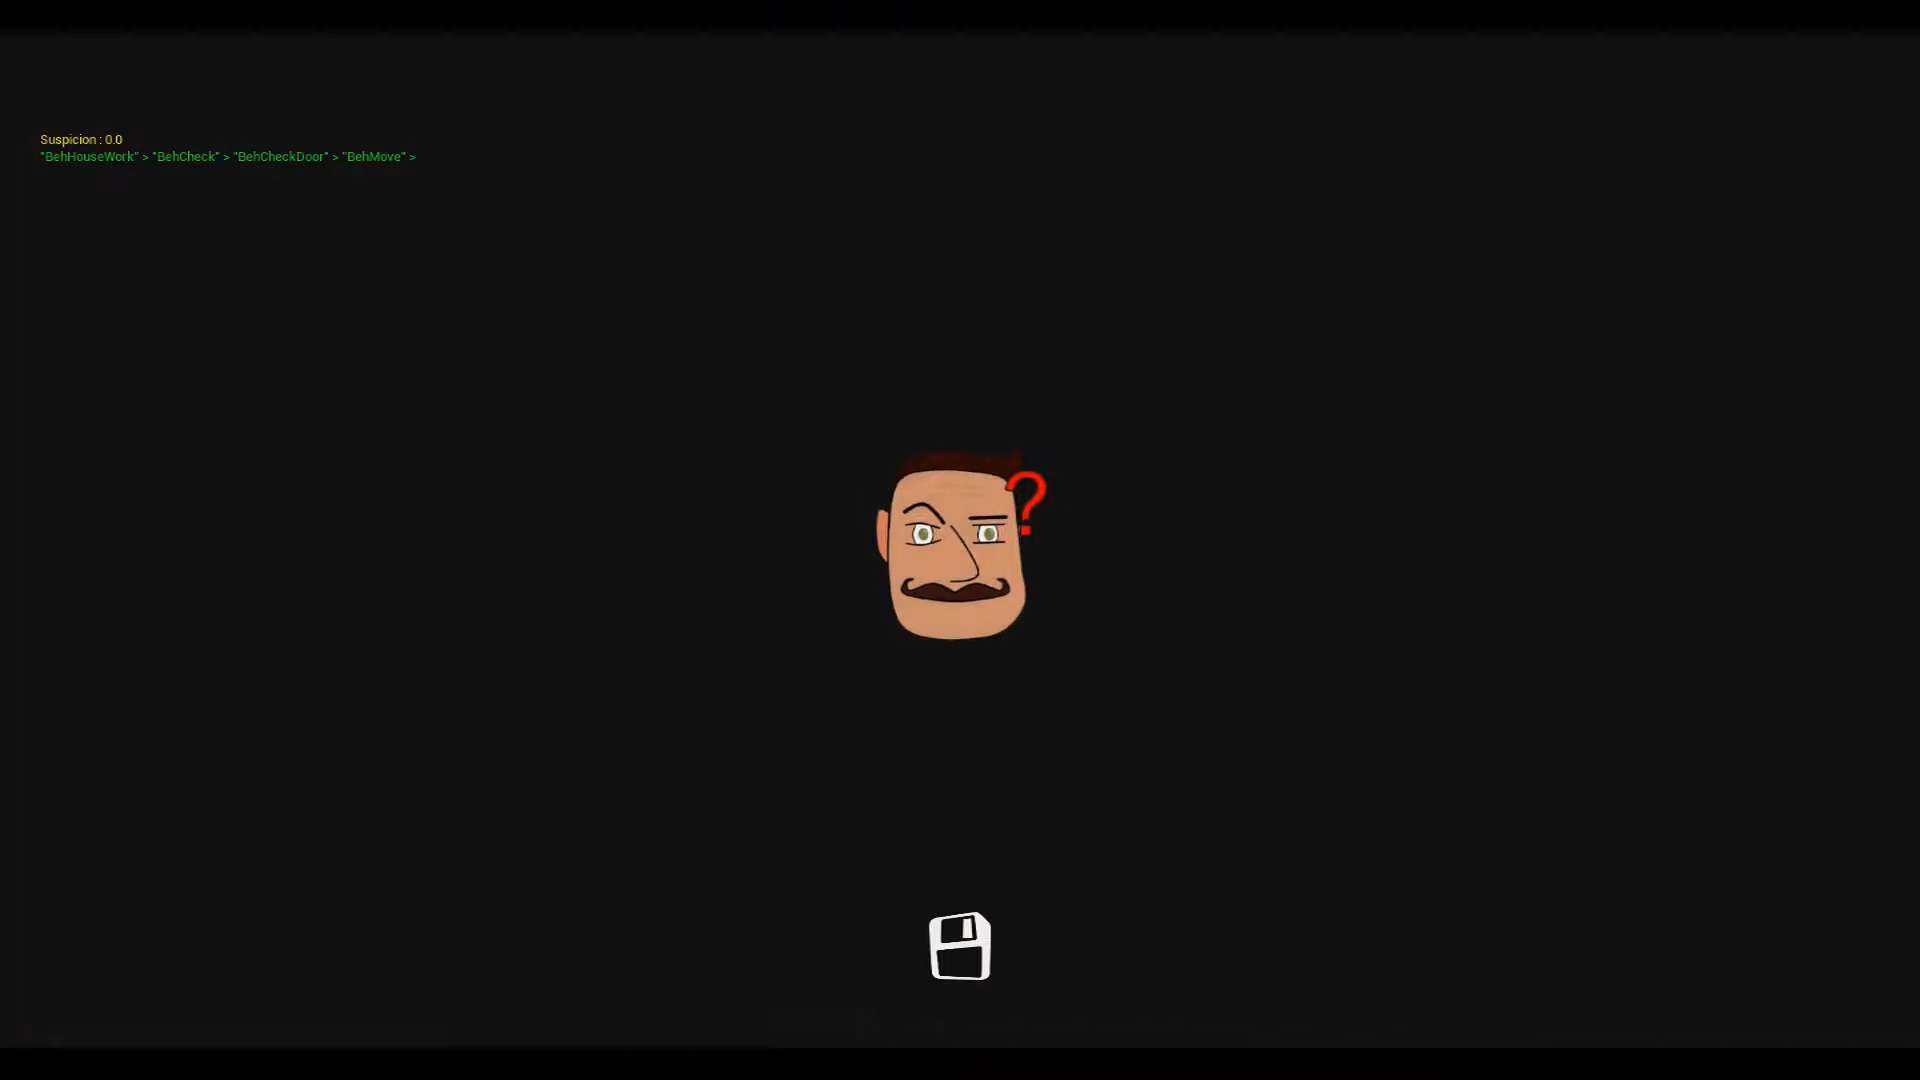 Suspicion : 0.0
"BehHouseWork" > "BehCheck" > "BehCheckDoor" > "BehMove" >
?